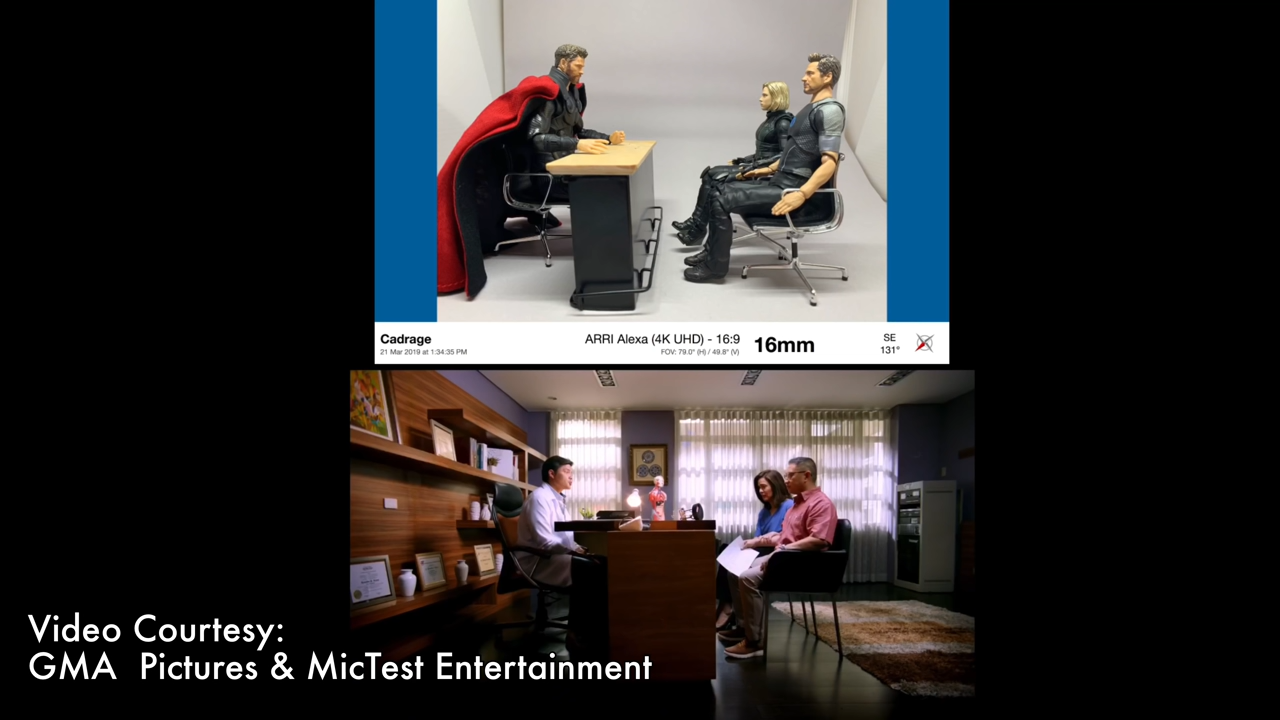 Cadrage
21 Mar 2019 at 1:34:35 PM
ARRI Alexa (4K UHD) - 16:9
FOV: 79.0° (H) / 49.8° (V)
16mm
SE
131°
Video Courtesy:
GMA Pictures & MicTest Entertainment